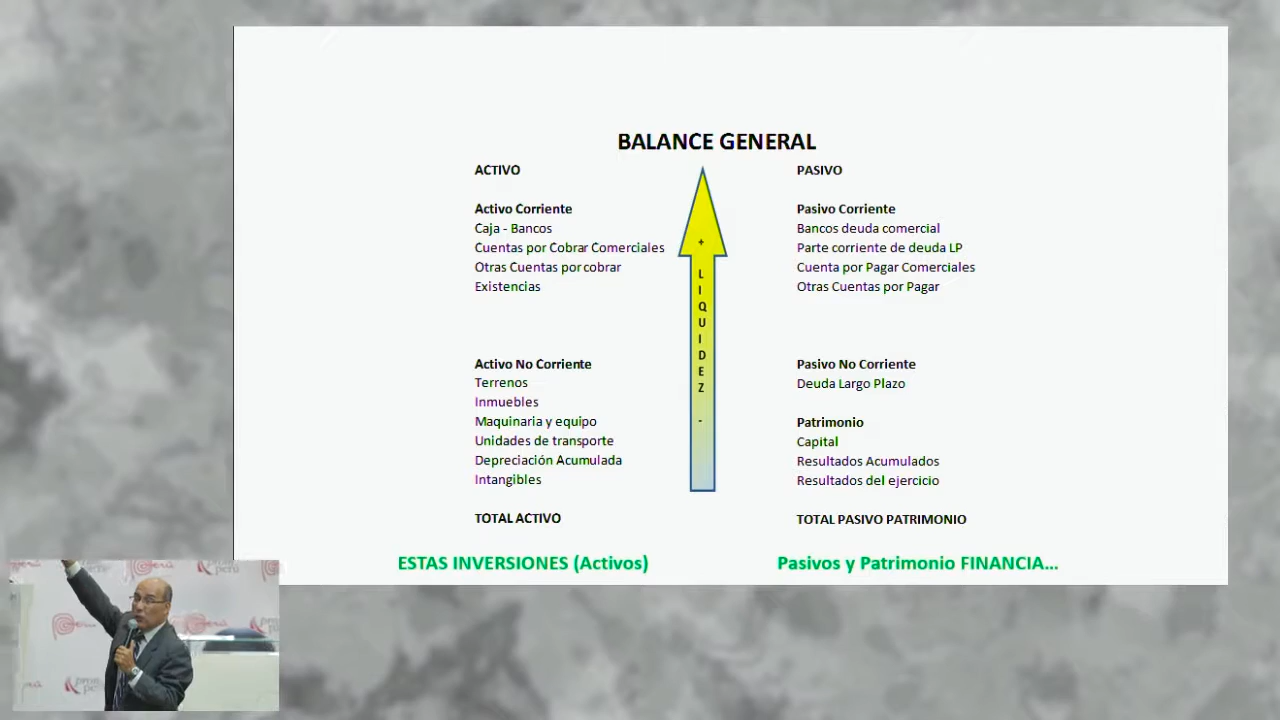 BALANCE GENERAL
ACTIVO
Activo Corriente
Caja - Bancos
Cuentas por Cobrar Comerciales
Otras Cuentas por cobrar
Existencias
Activo No Corriente
Terrenos
Inmuebles
Maquinaria y equipo
Unidades de transporte
Depreciación Acumulada
Intangibles
TOTAL ACTIVO
ESTAS INVERSIONES (Activos)
+
L
I
Q
U
I
D
E
Z
-
PASIVO
Pasivo Corriente
Bancos deuda comercial
Parte corriente de deuda LP
Cuenta por Pagar Comerciales
Otras Cuentas por Pagar
Pasivo No Corriente
Deuda Largo Plazo
Patrimonio
Capital
Resultados Acumulados
Resultados del ejercicio
TOTAL PASIVO PATRIMONIO
Pasivos y Patrimonio FINANCIA...
Perú
perú